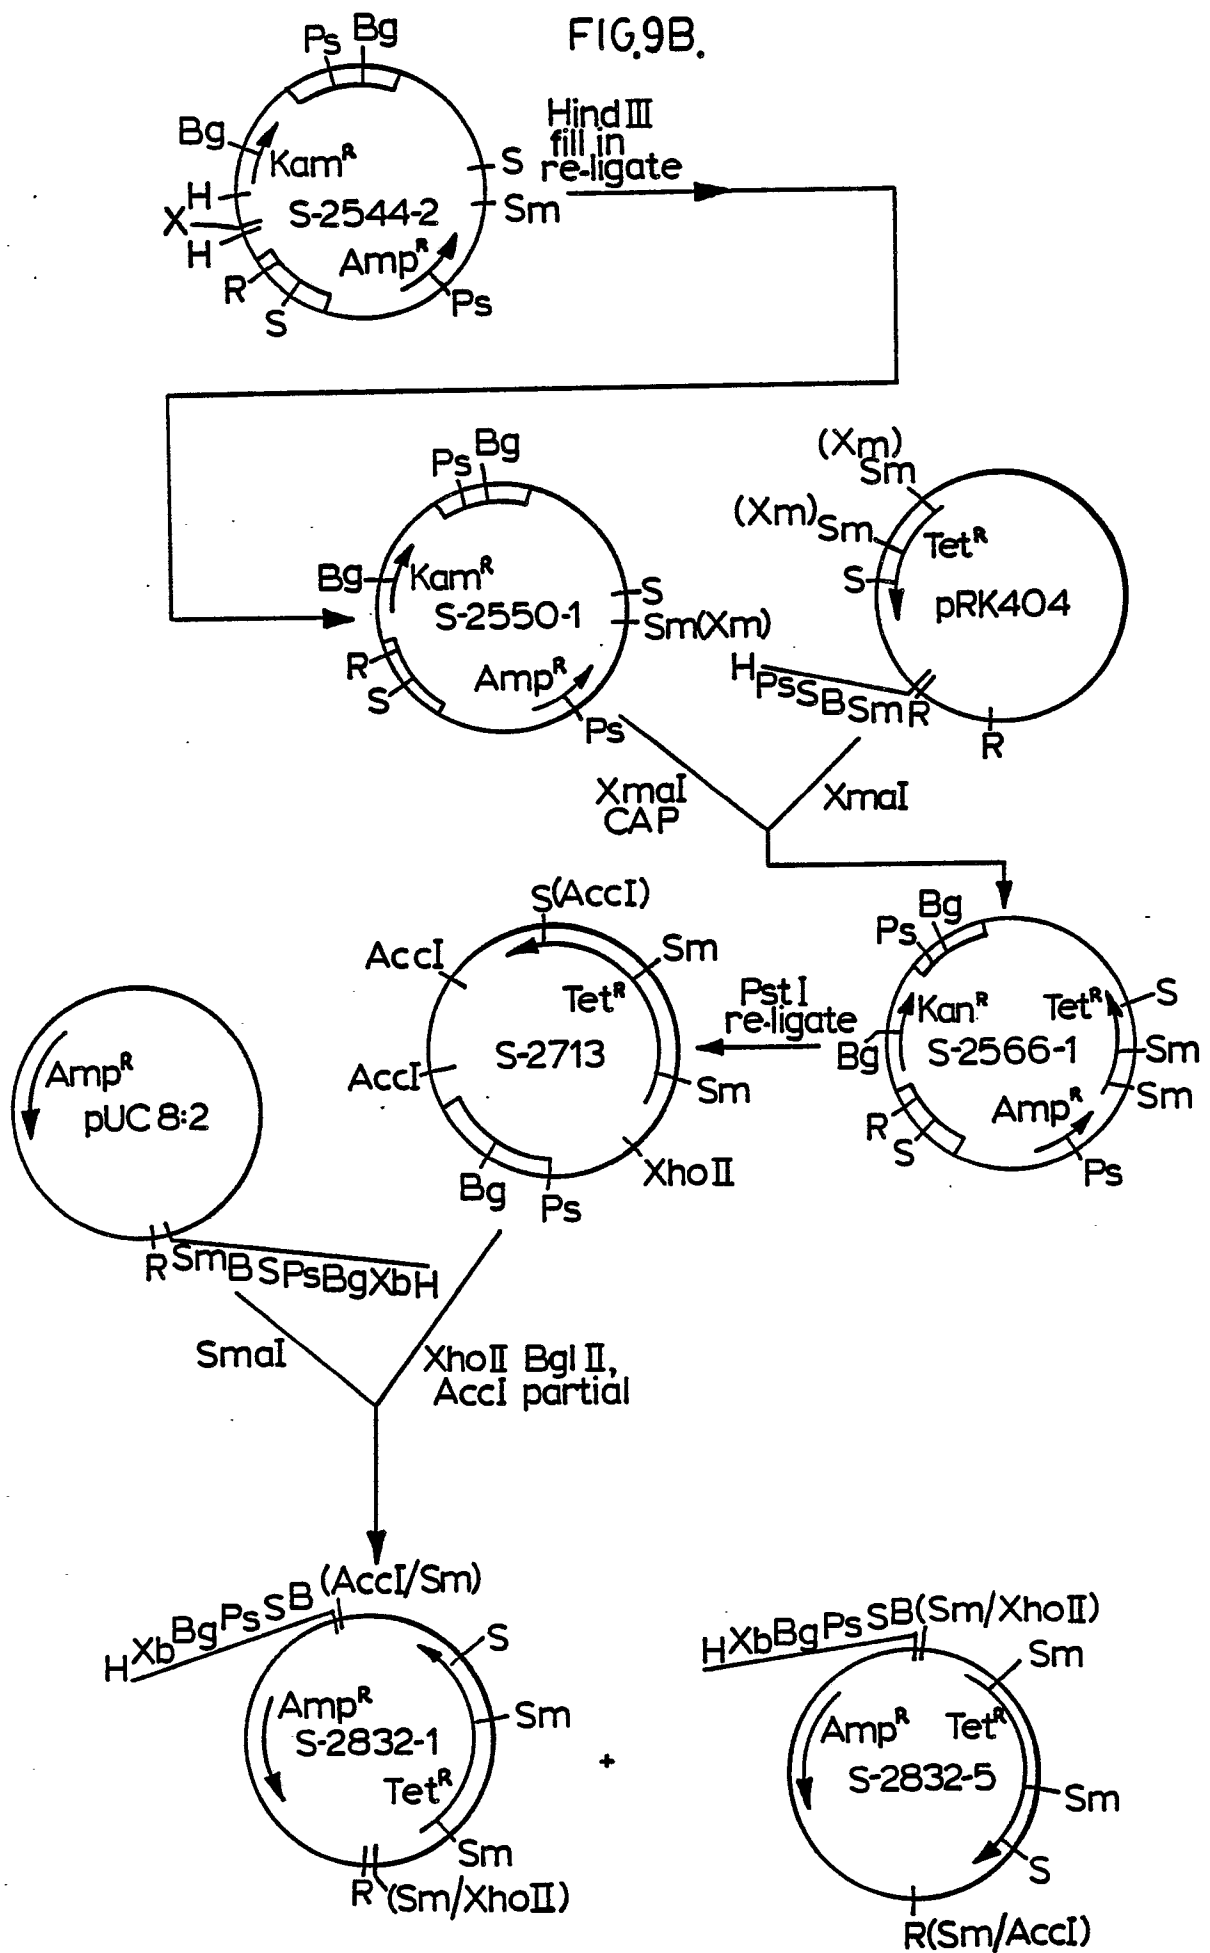 FIG.9B.
Ps
Bg
Bg
Kam^R
H
S-2544-2
X
H
Amp^R
R
S
S
Sm
Ps
Hind III
fill in
re-ligate
Ps
Bg
Bg
Kam^R
S-2550-1
S
Sm(Xm)
R
S
Amp^R
Ps
(Xm)
Sm
(Xm)Sm
Tet^R
S
pRK404
H Ps S B Sm R
R
XmaI
CAP
XmaI
S(AccI)
AccI
Sm
Tet^R
S-2713
AccI
Sm
XhoII
Bg
Ps
PstI
re-ligate
Bg
Ps
Kan^R
Tet^R
S
Bg
S-2566-1
Sm
Sm
Amp^R
R
S
Ps
Amp^R
pUC8:2
R Sm B S Ps Bg Xb H
SmaI
XhoII Bgl II,
AccI partial
H Xb Bg Ps S B (AccI/Sm)
S
Amp^R
S-2832-1
Sm
Tet^R
Sm
R (Sm/XhoII)
+
H Xb Bg Ps S B (Sm/XhoII)
Sm
Amp^R
Tet^R
S-2832-5
Sm
S
R(Sm/AccI)